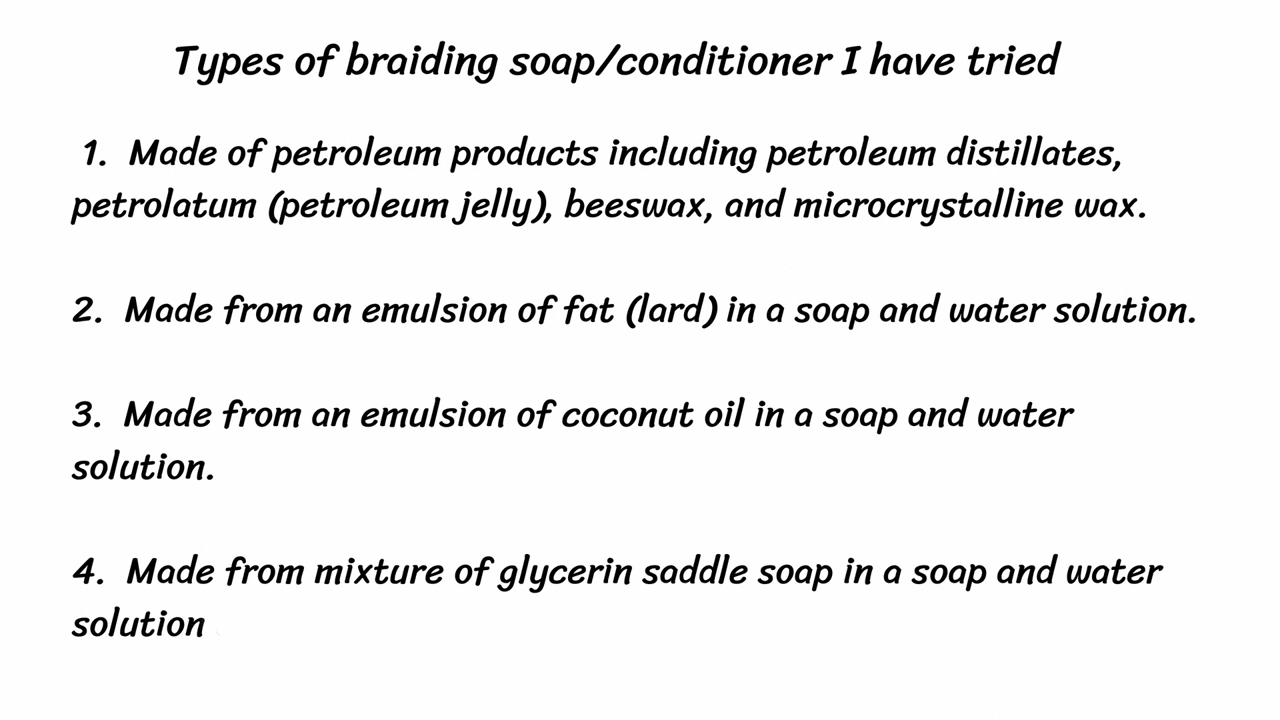 Types of braiding soap/conditioner I have tried
1. Made of petroleum products including petroleum distillates,
petrolatum (petroleum jelly), beeswax, and microcrystalline wax.
2. Made from an emulsion of fat (lard) in a soap and water solution.
3. Made from an emulsion of coconut oil in a soap and water
solution.
4. Made from mixture of glycerin saddle soap in a soap and water
solution